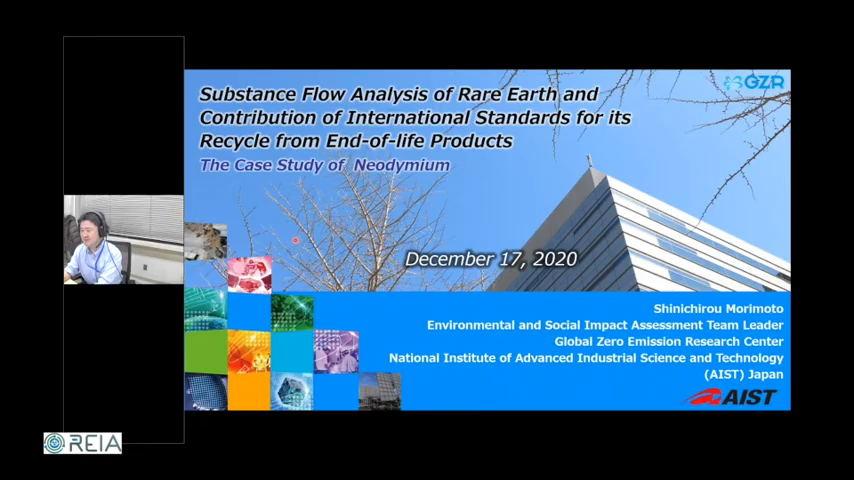 GZR
Substance Flow Analysis of Rare Earth and
Contribution of International Standards for its
Recycle from End-of-life Products
The Case Study of Neodymium
December 17, 2020
Shinichirou Morimoto
Environmental and Social Impact Assessment Team Leader
Global Zero Emission Research Center
National Institute of Advanced Industrial Science and Technology
(AIST) Japan
AIST
REIA